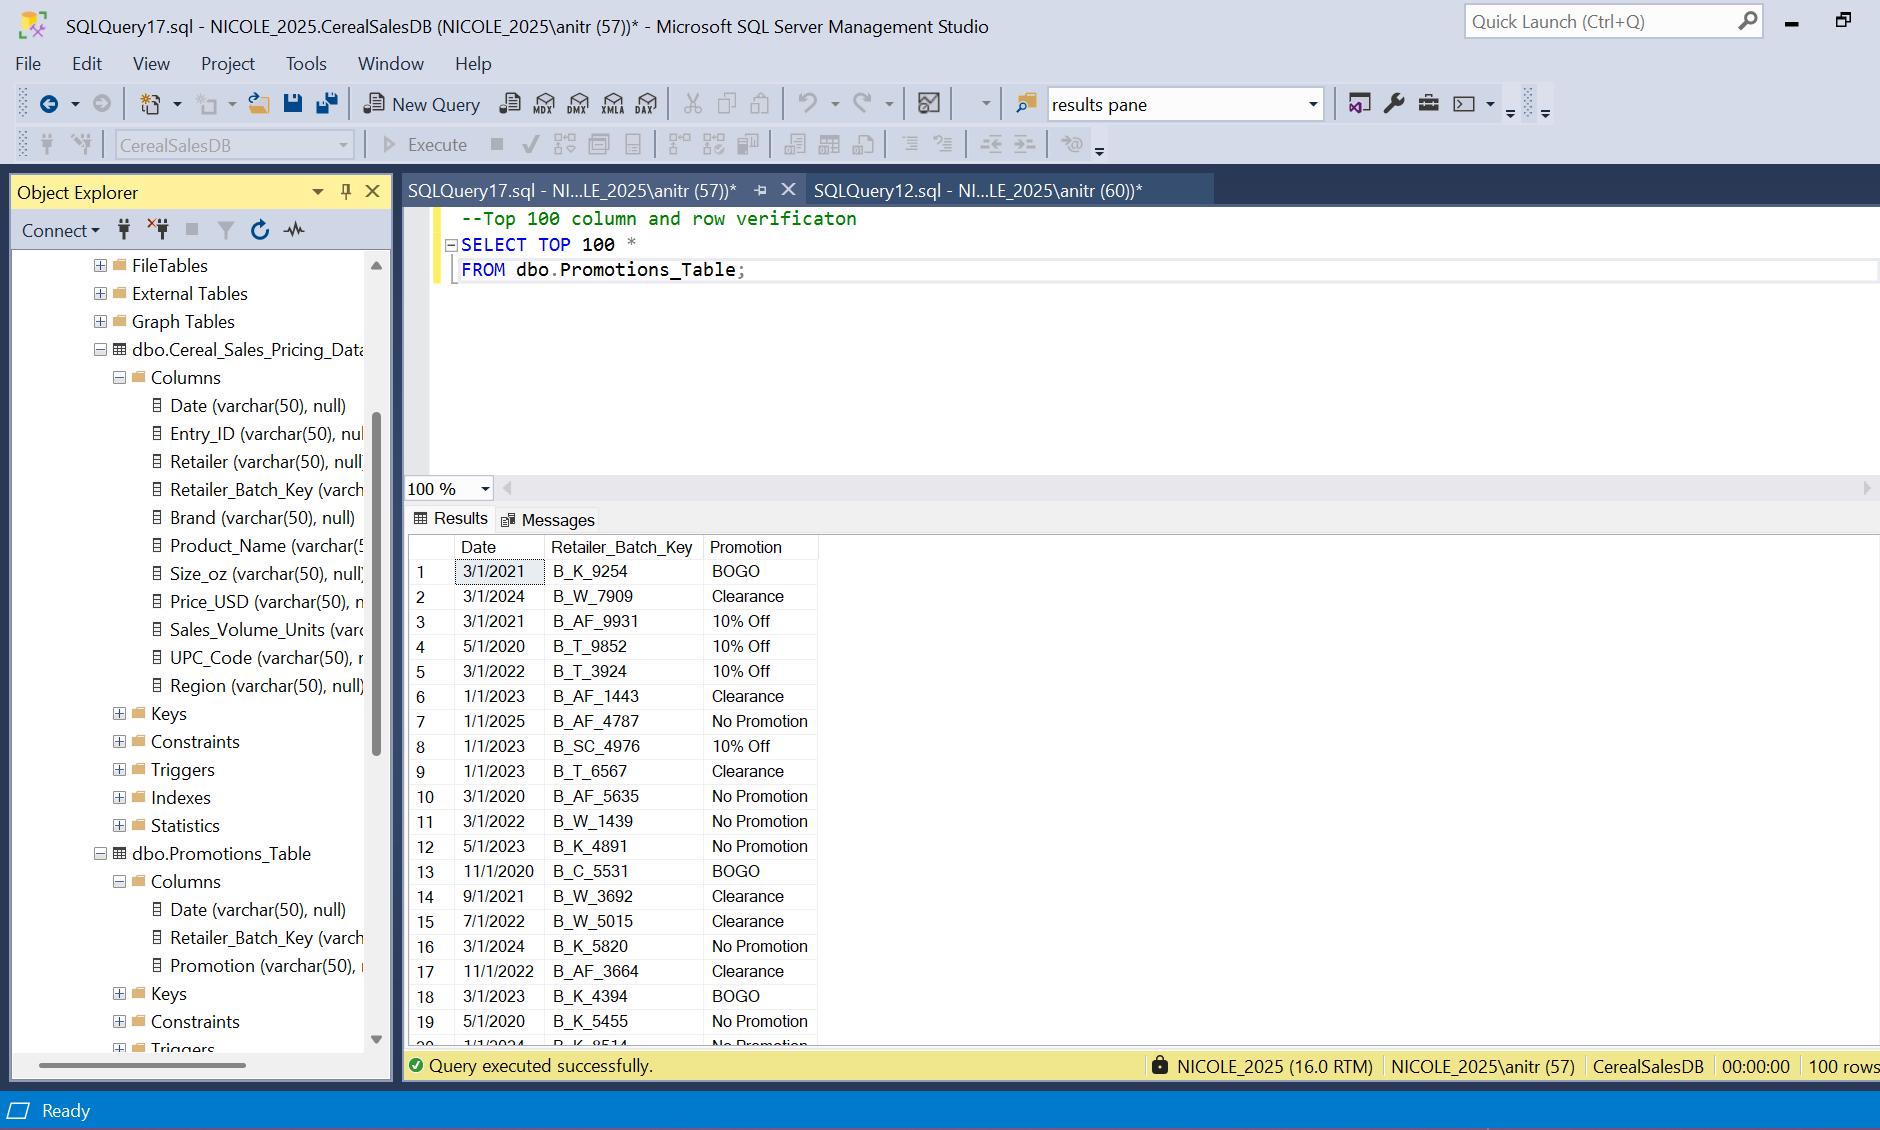 SQLQuery17.sql - NICOLE_2025.CerealSalesDB (NICOLE_2025\anitr (57))* - Microsoft SQL Server Management Studio
Quick Launch (Ctrl+Q)
File Edit View Project Tools Window Help
New Query MDX DMX XMLA DAX results pane
CerealSalesDB Execute
Object Explorer
Connect
FileTables
External Tables
Graph Tables
dbo.Cereal_Sales_Pricing_Data
Columns
Date (varchar(50), null)
Entry_ID (varchar(50), nul
Retailer (varchar(50), null)
Retailer_Batch_Key (varch
Brand (varchar(50), null)
Product_Name (varchar(5
Size_oz (varchar(50), null)
Price_USD (varchar(50), n
Sales_Volume_Units (varc
UPC_Code (varchar(50), r
Region (varchar(50), null)
Keys
Constraints
Triggers
Indexes
Statistics
dbo.Promotions_Table
Columns
Date (varchar(50), null)
Retailer_Batch_Key (varch
Promotion (varchar(50),
Keys
Constraints
Triggers
SQLQuery17.sql - NI...LE_2025\anitr (57))* SQLQuery12.sql - NI...LE_2025\anitr (60))*
--Top 100 column and row verificaton
SELECT TOP 100 *
FROM dbo.Promotions_Table;
100 %
Results Messages
Date Retailer_Batch_Key Promotion
1 3/1/2021 B_K_9254 BOGO
2 3/1/2024 B_W_7909 Clearance
3 3/1/2021 B_AF_9931 10% Off
4 5/1/2020 B_T_9852 10% Off
5 3/1/2022 B_T_3924 10% Off
6 1/1/2023 B_AF_1443 Clearance
7 1/1/2025 B_AF_4787 No Promotion
8 1/1/2023 B_SC_4976 10% Off
9 1/1/2023 B_T_6567 Clearance
10 3/1/2020 B_AF_5635 No Promotion
11 3/1/2022 B_W_1439 No Promotion
12 5/1/2023 B_K_4891 No Promotion
13 11/1/2020 B_C_5531 BOGO
14 9/1/2021 B_W_3692 Clearance
15 7/1/2022 B_W_5015 Clearance
16 3/1/2024 B_K_5820 No Promotion
17 11/1/2022 B_AF_3664 Clearance
18 3/1/2023 B_K_4394 BOGO
19 5/1/2020 B_K_5455 No Promotion
20 1/1/2024 B_K_8514 No Promotion
Query executed successfully. NICOLE_2025 (16.0 RTM) NICOLE_2025\anitr (57) CerealSalesDB 00:00:00 100 rows
Ready